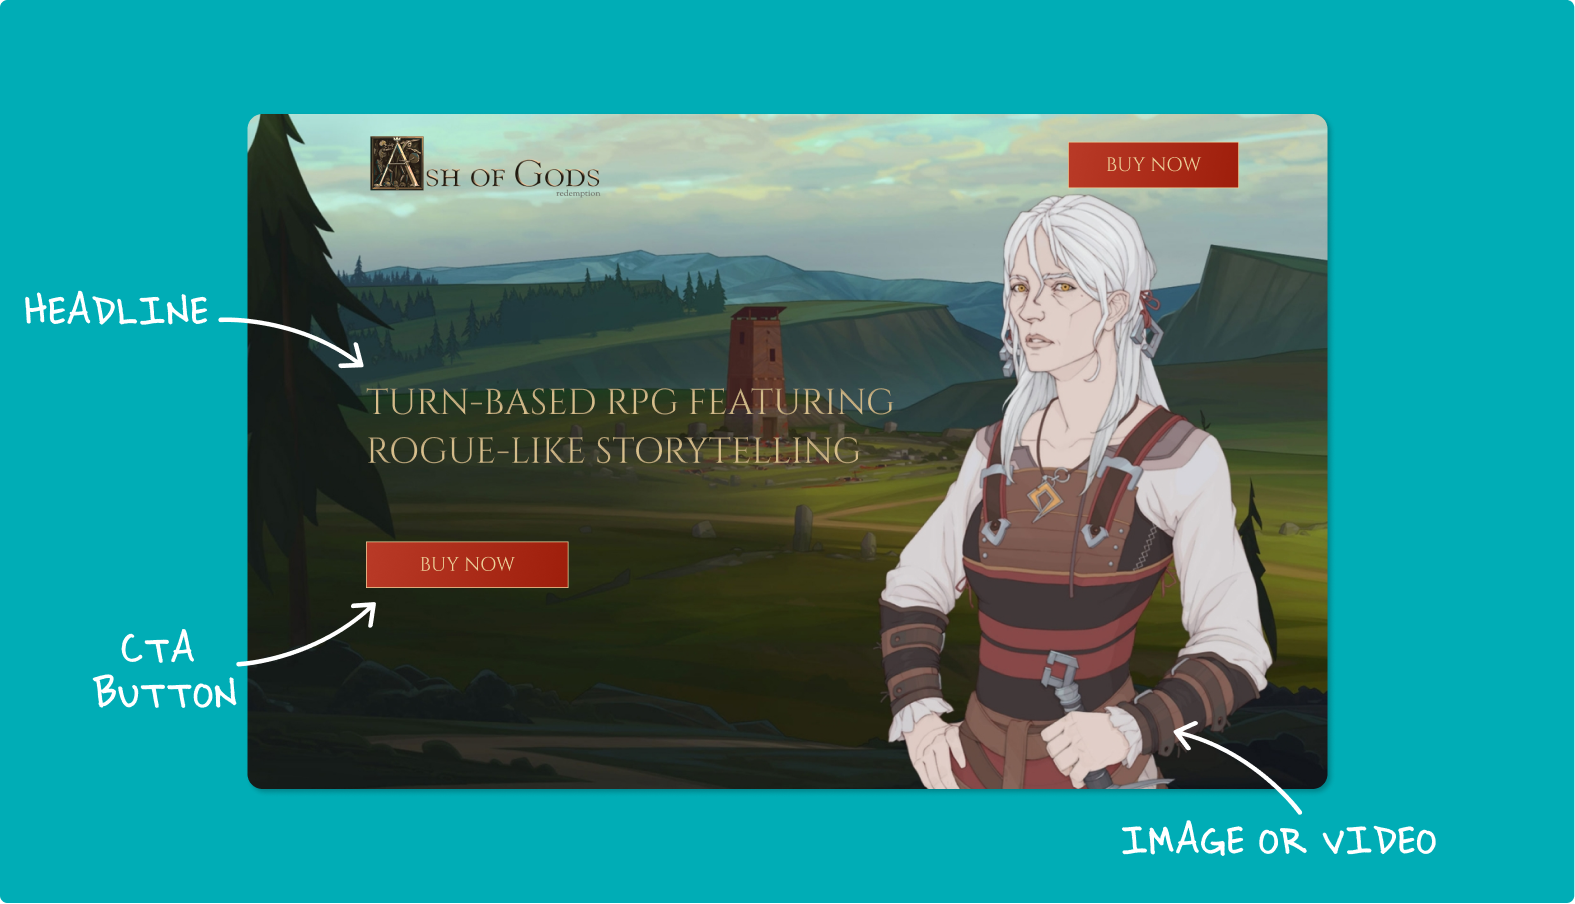 ASH OF GODS
redemption
BUY NOW
HEADLINE
TURN-BASED RPG FEATURING
ROGUE-LIKE STORYTELLING
BUY NOW
CTA
BUTTON
IMAGE OR VIDEO